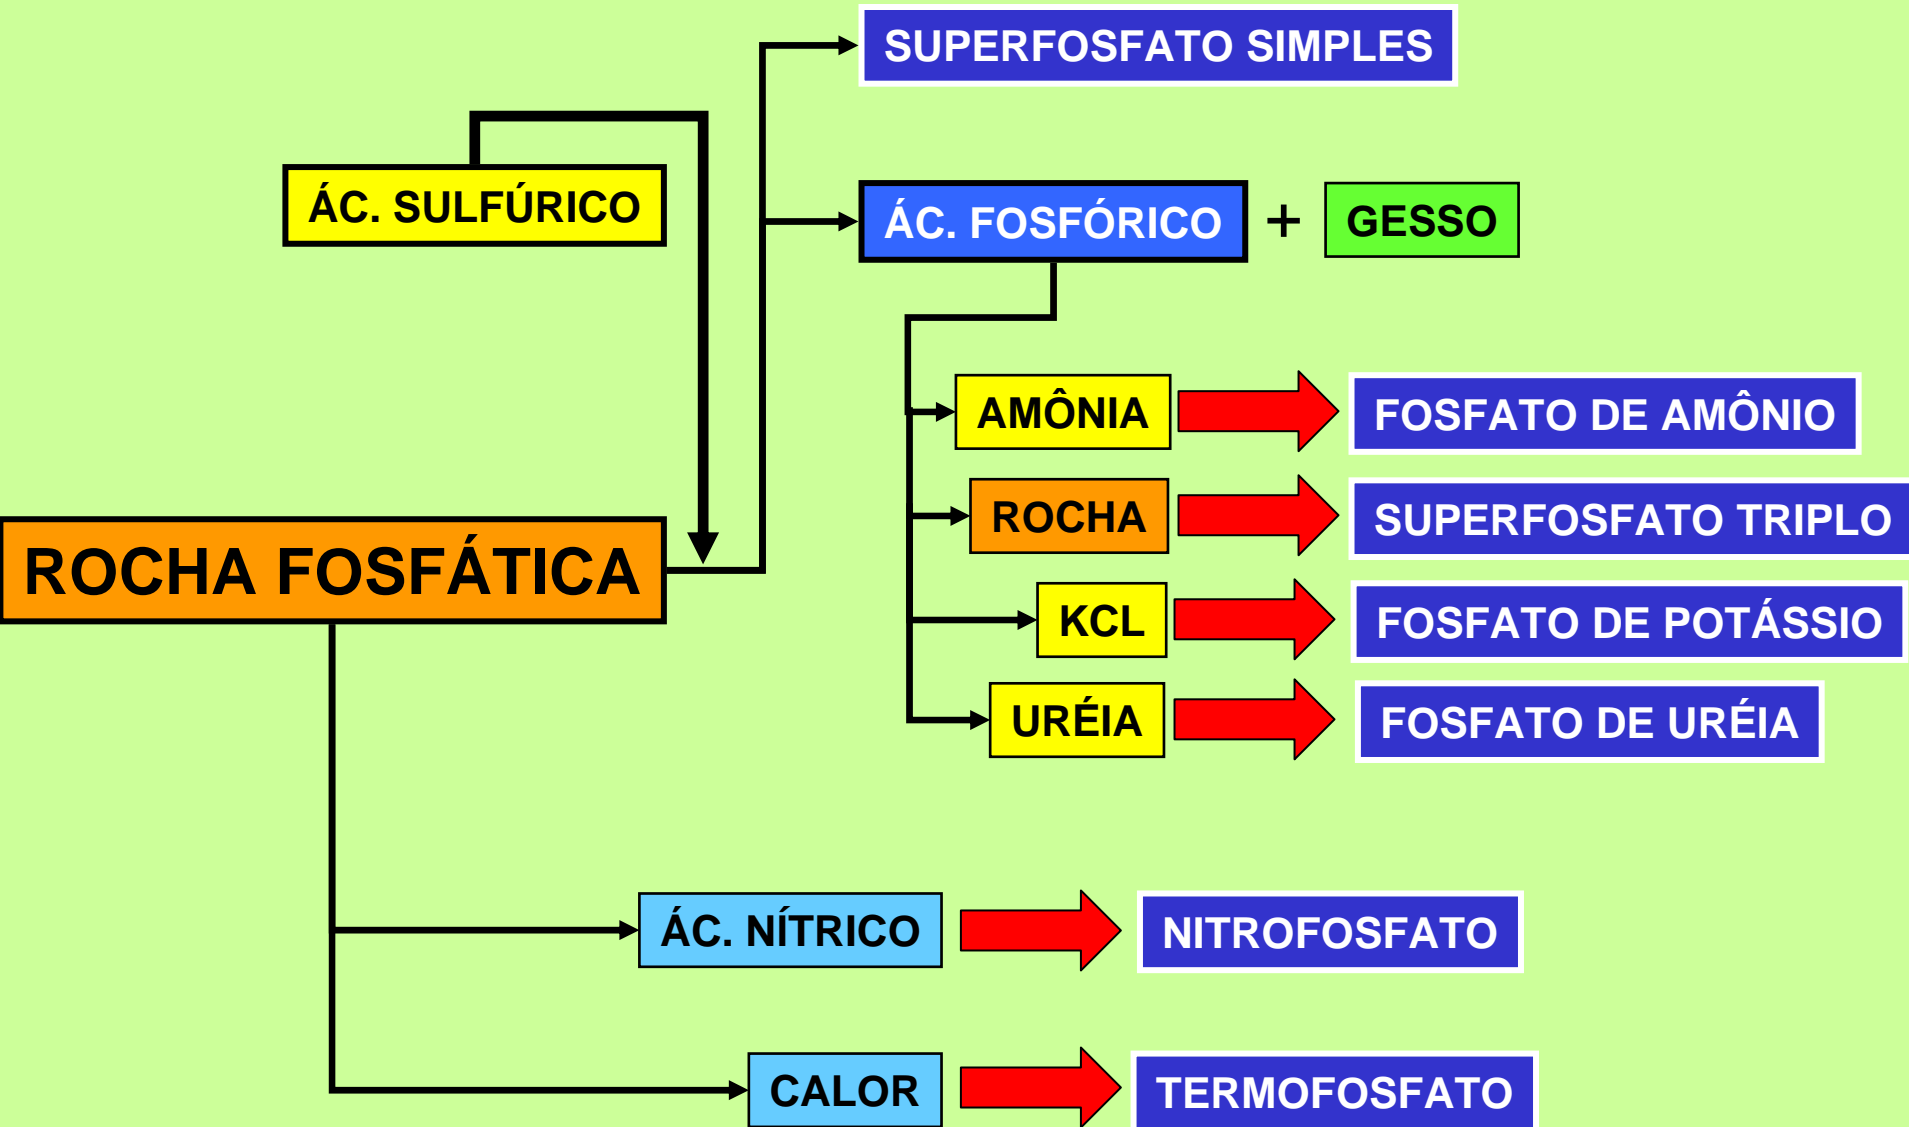 SUPERFOSFATO SIMPLES
ÁC. SULFÚRICO
ÁC. FOSFÓRICO + GESSO
AMÔNIA FOSFATO DE AMÔNIO
ROCHA SUPERFOSFATO TRIPLO
ROCHA FOSFÁTICA
KCL FOSFATO DE POTÁSSIO
URÉIA FOSFATO DE URÉIA
ÁC. NÍTRICO NITROFOSFATO
CALOR TERMOFOSFATO